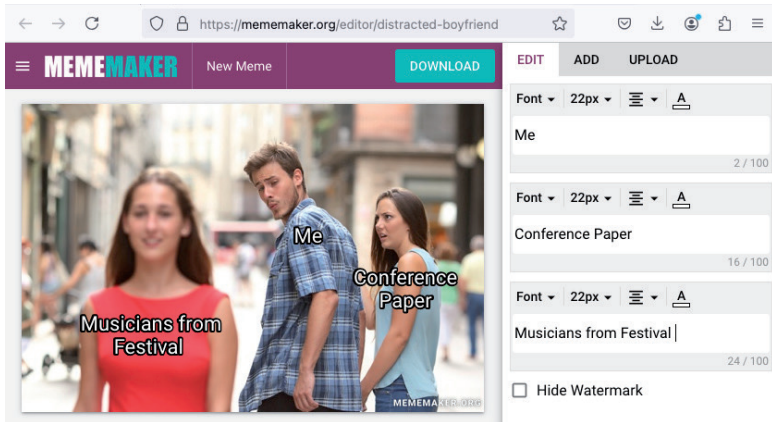 https://mememaker.org/editor/distracted-boyfriend
MEMEMAKER
New Meme
DOWNLOAD
EDIT ADD UPLOAD
Font 22px A
Me
2 / 100
Font 22px A
Conference Paper
16 / 100
Font 22px A
Musicians from Festival
24 / 100
Hide Watermark
Me
Conference
Paper
Musicians from
Festival
MEMEMAKER.ORG